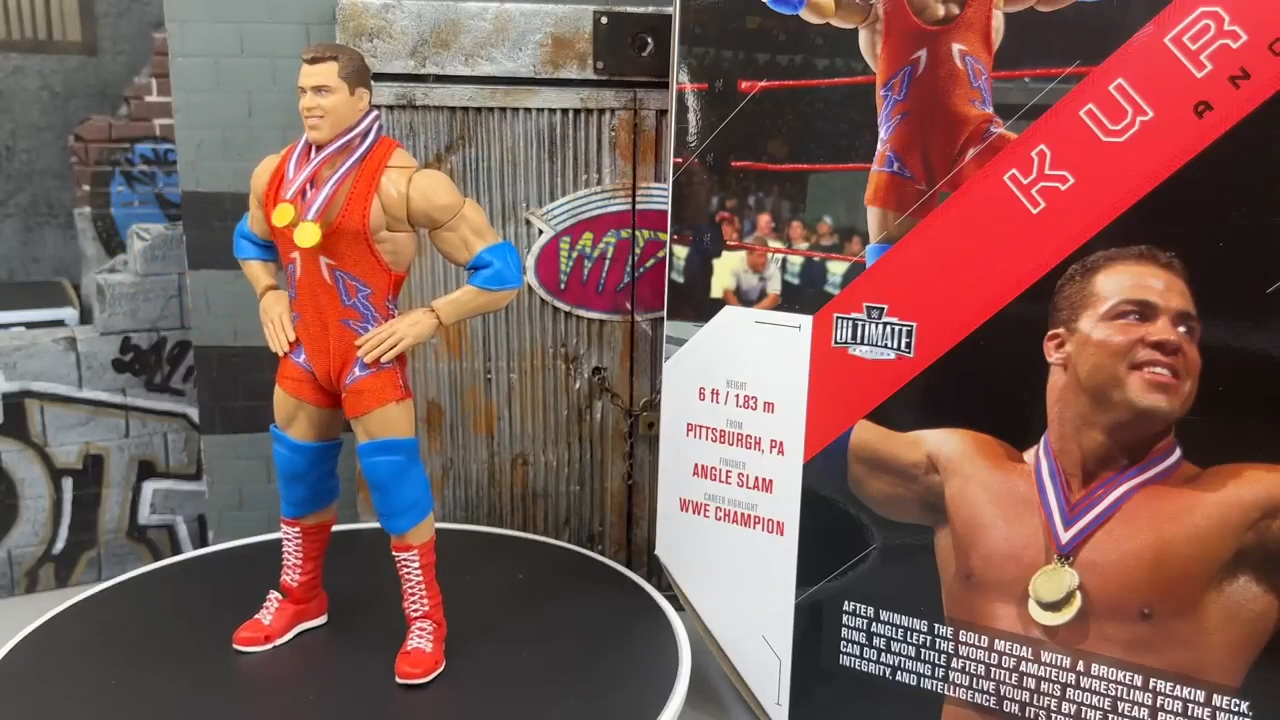 KUR
ANG
W
ULTIMATE
EDITION
HEIGHT
6 ft / 1.83 m
FROM
PITTSBURGH, PA
FINISHER
ANGLE SLAM
CAREER HIGHLIGHT
WWE CHAMPION
AFTER WINNING THE GOLD MEDAL WITH A BROKEN FREAKIN NECK,
KURT ANGLE LEFT THE WORLD OF AMATEUR WRESTLING FOR THE WWE
RING. HE WON TITLE AFTER TITLE IN HIS ROOKIE YEAR,
CAN DO ANYTHING IF YOU LIVE YOUR LIFE BY THE
INTEGRITY, AND INTELLIGENCE. OH, IT'S